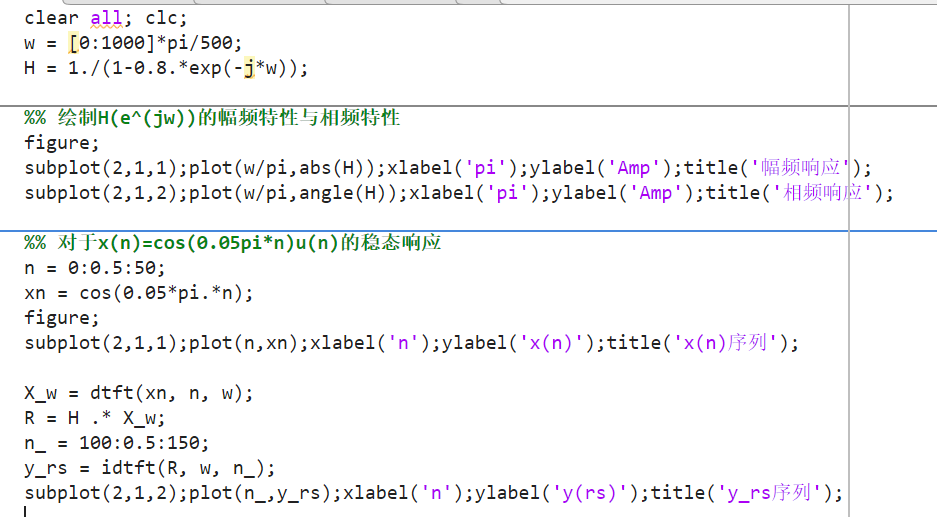 clear all; clc;
w = [0:1000]*pi/500;
H = 1./(1-0.8.*exp(-j*w));
%% 绘制H(e^(jw))的幅频特性与相频特性
figure;
subplot(2,1,1);plot(w/pi,abs(H));xlabel('pi');ylabel('Amp');title('幅频响应');
subplot(2,1,2);plot(w/pi,angle(H));xlabel('pi');ylabel('Amp');title('相频响应');
%% 对于x(n)=cos(0.05pi*n)u(n)的稳态响应
n = 0:0.5:50;
xn = cos(0.05*pi.*n);
figure;
subplot(2,1,1);plot(n,xn);xlabel('n');ylabel('x(n)');title('x(n)序列');
X_w = dtft(xn, n, w);
R = H .* X_w;
n_ = 100:0.5:150;
y_rs = idtft(R, w, n_);
subplot(2,1,2);plot(n_,y_rs);xlabel('n');ylabel('y(rs)');title('y_rs序列');